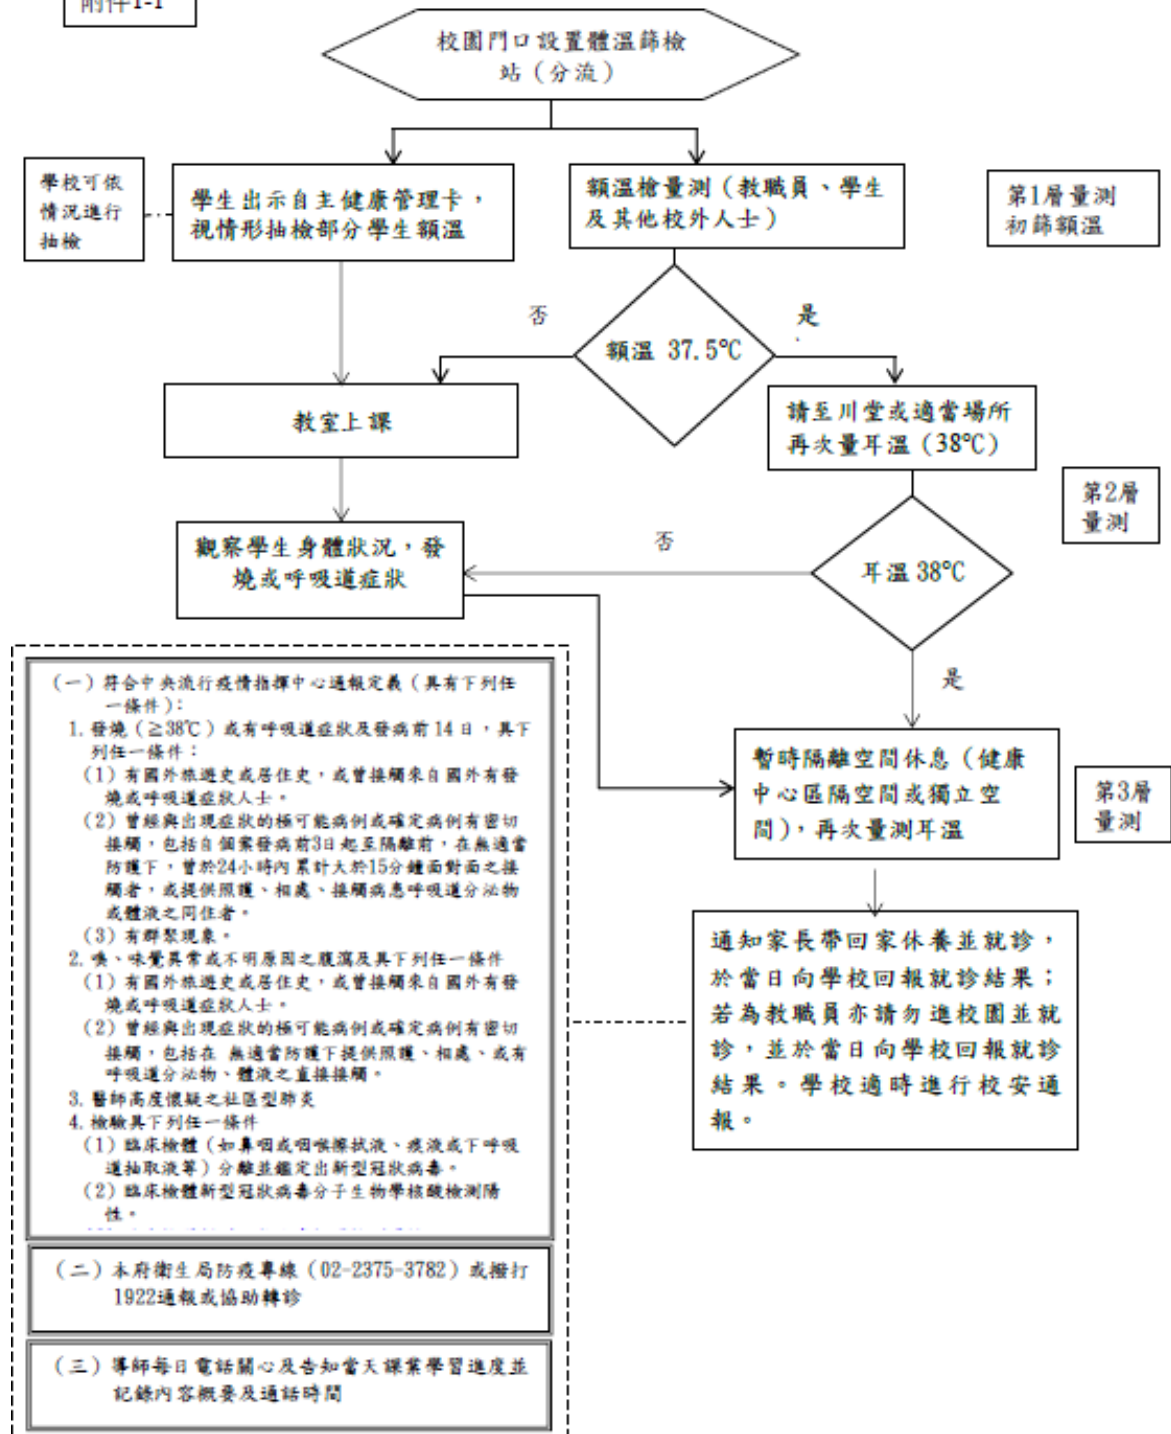 附件1-1
校園門口設置體溫篩檢
站（分流）
學校可依
情況進行
抽檢
學生出示自主健康管理卡，
視情形抽檢部分學生額溫
額溫槍量測（教職員、學生
及其他校外人士）
第1層量測
初篩額溫
否
是
額溫 37.5°C
教室上課
請至川堂或適當場所
再次量耳溫（38°C）
第2層
量測
觀察學生身體狀況，發
燒或呼吸道症狀
否
耳溫 38°C
是
暫時隔離空間休息（健康
中心區隔空間或獨立空
間），再次量測耳溫
第3層
量測
通知家長帶回家休養並就診，
於當日向學校回報就診結果；
若為教職員亦請勿進校園並就
診，並於當日向學校回報就診
結果。學校適時進行校安通
報。
（一）符合中央流行疫情指揮中心通報定義（具有下列任
一條件）：
1. 發燒（≧38℃）或有呼吸道症狀及發病前 14 日，具下
列任一條件：
（1）有國外旅遊史或居住史，或曾接觸來自國外有發
燒或呼吸道症狀人士。
（2）曾經與出現症狀的極可能病例或確定病例有密切
接觸，包括自個案發病前3日起至隔離前，在無適當
防護下，曾於24小時內累計大於15分鐘面對面之接
觸者，或提供照護、相處、接觸病患呼吸道分泌物
或體液之同住者。
（3）有群聚現象。
2. 嗅、味覺異常或不明原因之腹瀉及具下列任一條件
（1）有國外旅遊史或居住史，或曾接觸來自國外有發
燒或呼吸道症狀人士。
（2）曾經與出現症狀的極可能病例或確定病例有密切
接觸，包括在 無適當防護下提供照護、相處、或有
呼吸道分泌物、體液之直接接觸。
3. 醫師高度懷疑之社區型肺炎
4. 檢驗具下列任一條件
（1）臨床檢體（如鼻咽或咽喉擦拭液、痰液或下呼吸
道抽取液等）分離並鑑定出新型冠狀病毒。
（2）臨床檢體新型冠狀病毒分子生物學核酸檢測陽
性。
（二）本府衛生局防疫專線（02-2375-3782）或撥打
1922通報或協助轉診
（三）導師每日電話關心及告知當天課業學習進度並
記錄內容概要及通話時間